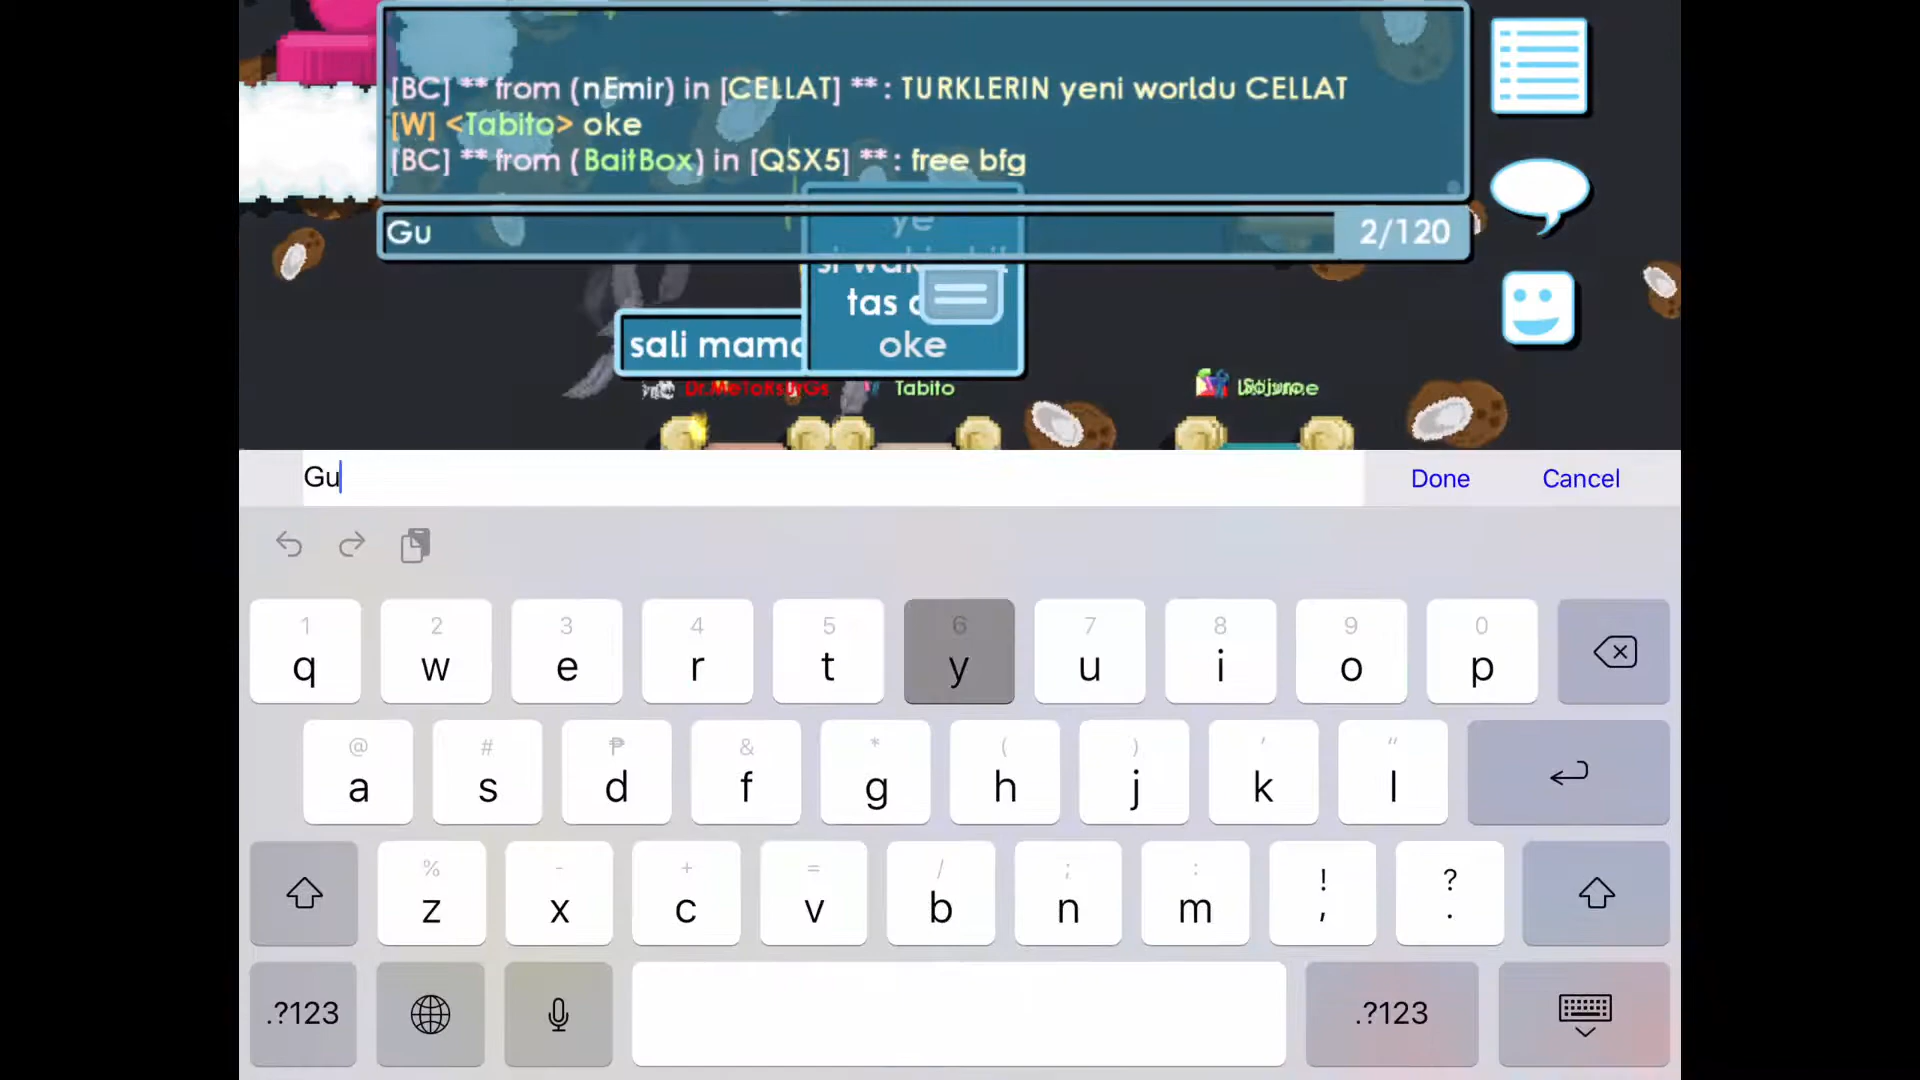 [BC] ** from (nEmir) in [CELLAT] ** : TURKLERIN yeni worldu CELLAT
[W] <Tabito> oke
[BC] ** from (BaitBox) in [QSX5] ** : free bfg
Gu
2/120
ye
tas
sali mama
oke
Tabito
Gu
Done
Cancel
1 2 3 4 5 6 7 8 9 0
q w e r t y u i o p
@ # ₱ & * ( ) ' "
a s d f g h j k l
% - + = / ; : ! ?
z x c v b n m , .
.?123
.?123